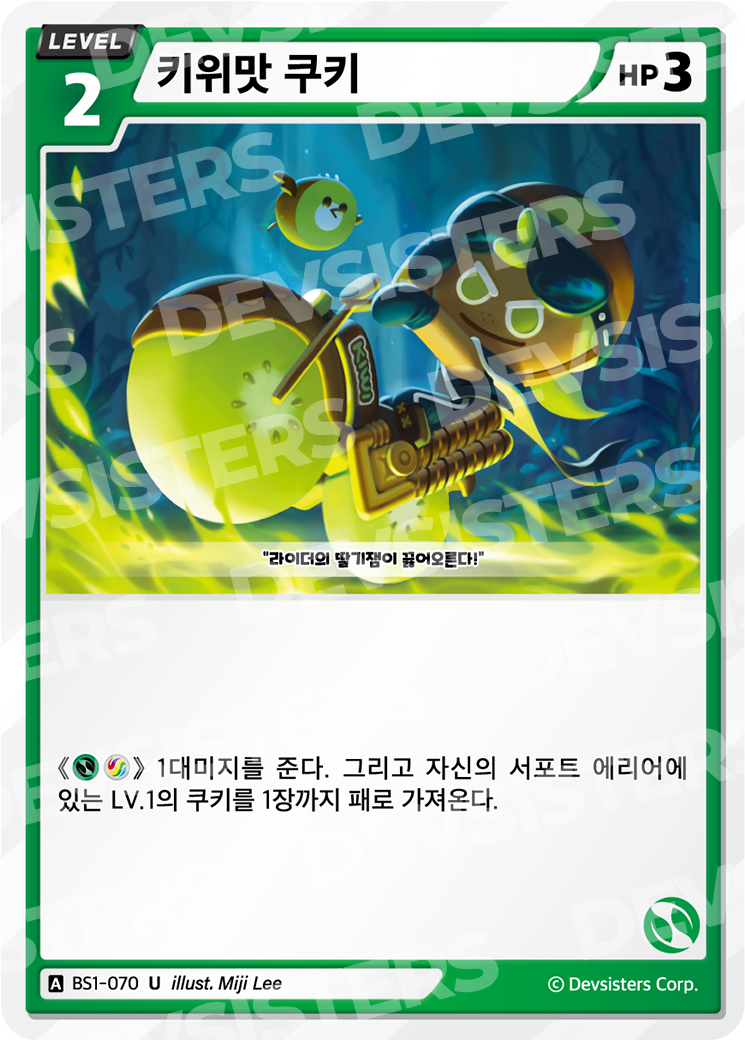 LEVEL
2
키위맛 쿠키
HP 3
KIWI
"라이더의 딸기잼이 끓어오른다!"
《 》 1대미지를 준다. 그리고 자신의 서포트 에리어에
있는 LV.1의 쿠키를 1장까지 패로 가져온다.
A BS1-070 U illust. Miji Lee
© Devsisters Corp.
DEVSISTERS